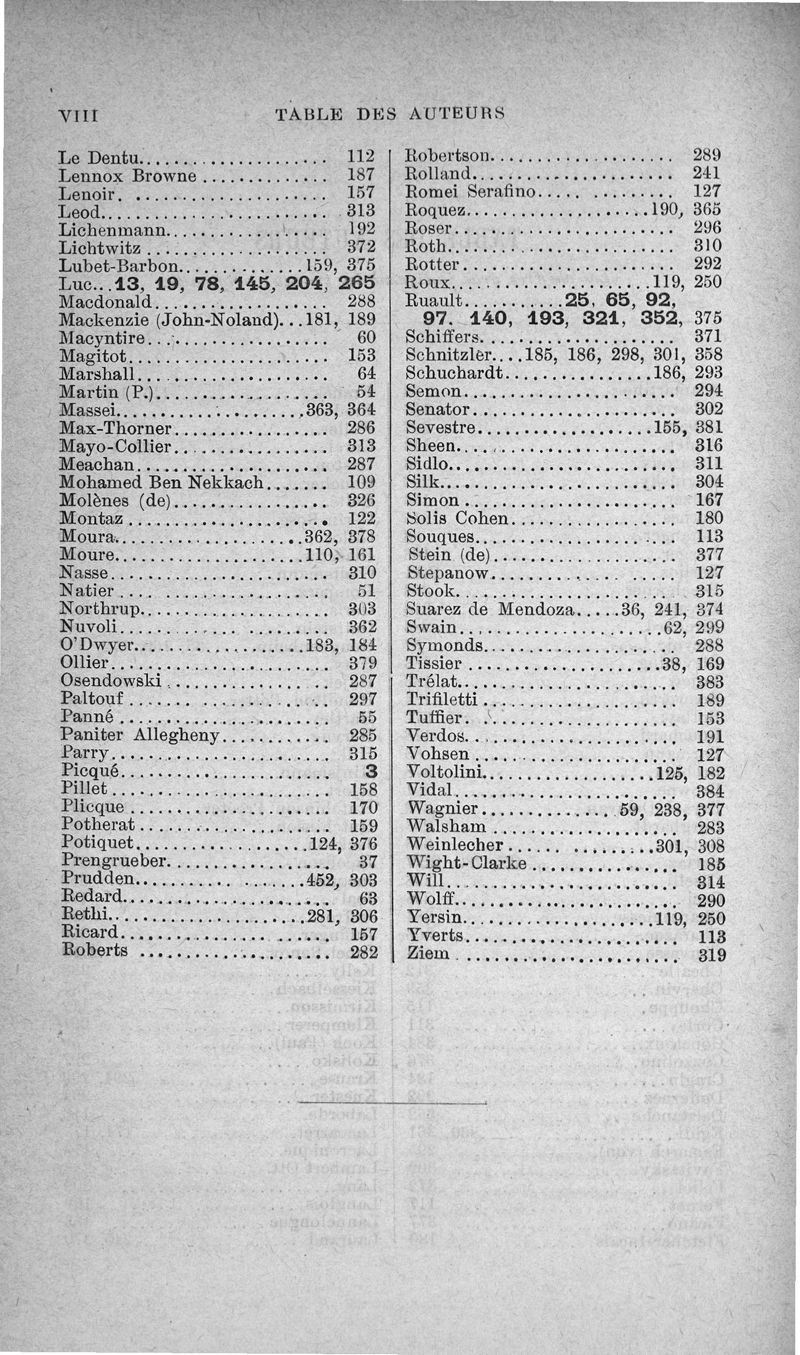 VIII TABLE DES AUTEURS
Le Dentu..................... 112
Lennox Browne .............. 187
Lenoir. ...................... 157
Leod......................... 313
Lichenmann.................. 192
Lichtwitz .................... 372
Lubet-Barbon...............159, 375
Luc...13, 19, 78, 145, 204, 265
Macdonald................... 288
Mackenzie (John-Noland)...181, 189
Macyntire.................... 60
Magitot...................... 153
Marshall..................... 64
Martin (P.)................... 54
Massei.....................363, 364
Max-Thorner................. 286
Mayo-Collier................. 313
Meachan..................... 287
Mohamed Ben Nekkach....... 109
Molènes (de)................. 326
Montaz ...................... 122
Moura.....................362, 378
Moure.....................110, 161
Nasse........................ 310
Natier ....................... 51
Northrup..................... 303
Nuvoli....................... 362
O'Dwyer...................183, 184
Ollier........................ 379
Osendowski .................. 287
Paltouf ...................... 297
Panné ....................... 55
Paniter Allegheny............ 285
Parry........................ 315
Picqué....................... 3
Pillet ........................ 158
Plicque ...................... 170
Potherat ..................... 159
Potiquet...................124, 376
Prengrueber.................. 37
Prudden...................452, 303
Redard....................... 63
Rethi......................281, 306
Ricard....................... 157
Roberts ..................... 282
Robertson.................... 289
Rolland...................... 241
Romei Serafino............... 127
Roquez....................190, 365
Roser........................ 296
Roth......................... 310
Rotter....................... 292
Roux......................119, 250
Ruault...........25, 65, 92,
97, 140, 193, 321, 352, 375
Schiffers..................... 371
Schnitzler....185, 186, 298, 301, 358
Schuchardt................186, 293
Semon....................... 294
Senator...................... 302
Sevestre...................155, 381
Sheen........................ 316
Sidlo......................... 311
Silk.......................... 304
Simon ....................... 167
Solis Cohen.................. 180
Souques...................... 113
Stein (de).................... 377
Stepanow.................... 127
Stook........................ 315
Suarez de Mendoza.....36, 241, 374
Swain......................62, 299
Symonds..................... 288
Tissier .....................38, 169
Trélat........................ 383
Trifiletti ..................... 189
Tuffier....................... 153
Verdos....................... 191
Vohsen ...................... 127
Voltolini...................125, 182
Vidal........................ 384
Wagnier..............59, 238, 377
Walsham .................... 283
Weinlecher ................301, 308
Wight-Clarke ................ 185
Will......................... 314
Wolff........................ 290
Yersin.....................119, 250
Yverts....................... 113
Ziem ........................ 319